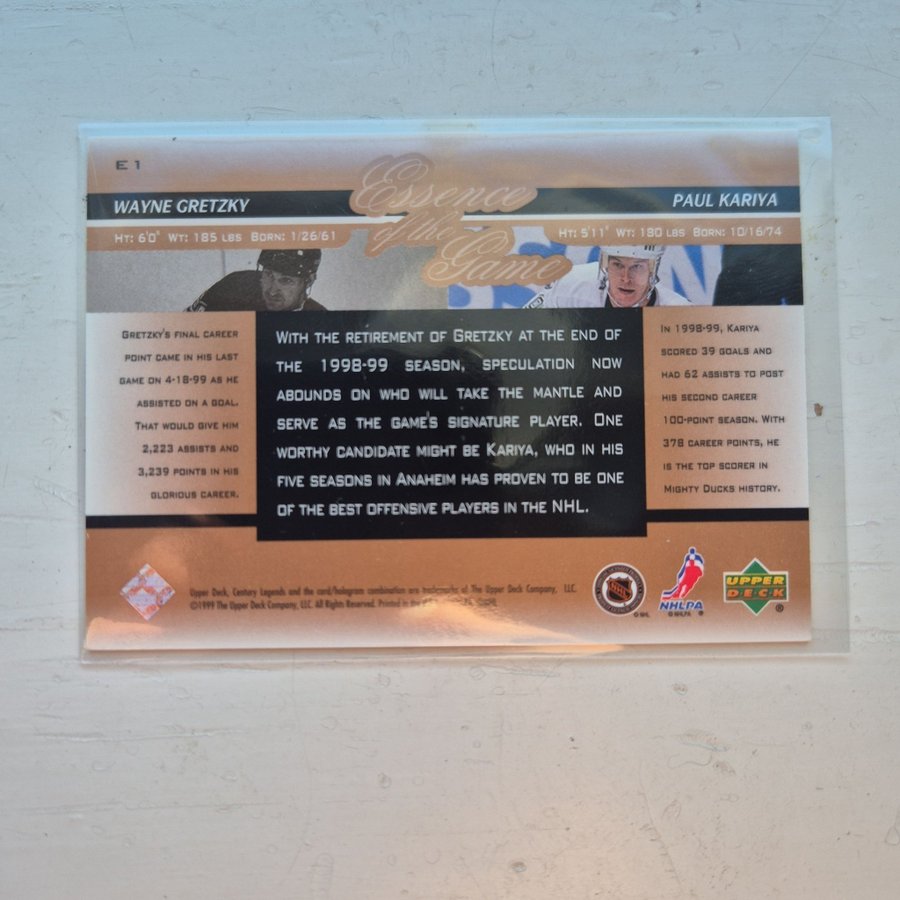 E1
Essence
of the
Game
WAYNE GRETZKY
HT: 6'0" WT: 185 LBS BORN: 1/26/61
PAUL KARIYA
HT: 5'11" WT: 180 LBS BORN: 10/16/74
GRETZKY'S FINAL CAREER
POINT CAME IN HIS LAST
GAME ON 4-18-99 AS HE
ASSISTED ON A GOAL.
THAT WOULD GIVE HIM
2,223 ASSISTS AND
3,239 POINTS IN HIS
GLORIOUS CAREER.
WITH THE RETIREMENT OF GRETZKY AT THE END OF
THE 1998-99 SEASON, SPECULATION NOW
ABOUNDS ON WHO WILL TAKE THE MANTLE AND
SERVE AS THE GAME'S SIGNATURE PLAYER. ONE
WORTHY CANDIDATE MIGHT BE KARIYA, WHO IN HIS
FIVE SEASONS IN ANAHEIM HAS PROVEN TO BE ONE
OF THE BEST OFFENSIVE PLAYERS IN THE NHL.
IN 1998-99, KARIYA
SCORED 39 GOALS AND
HAD 62 ASSISTS TO POST
HIS SECOND CAREER
100-POINT SEASON. WITH
378 CAREER POINTS, HE
IS THE TOP SCORER IN
MIGHTY DUCKS HISTORY.
Upper Deck, Century Legends and the card/hologram combination are trademarks of The Upper Deck Company, LLC.
©1999 The Upper Deck Company, LLC. All Rights Reserved. Printed in the
NHL
© NHL
NHLPA
© NHLPA
UPPER
DECK
®